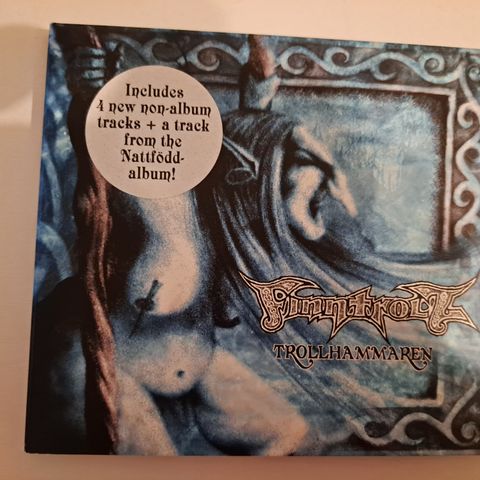 Includes
4 new non-album
tracks + a track
from the
Nattfödd-
album!
Finntroll
TROLLHAMMAREN